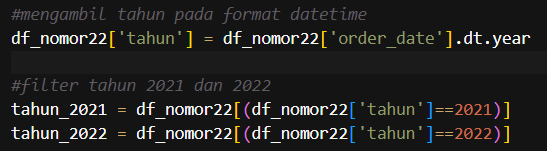 #mengambil tahun pada format datetime
df_nomor22['tahun'] = df_nomor22['order_date'].dt.year
#filter tahun 2021 dan 2022
tahun_2021 = df_nomor22[(df_nomor22['tahun']==2021)]
tahun_2022 = df_nomor22[(df_nomor22['tahun']==2022)]